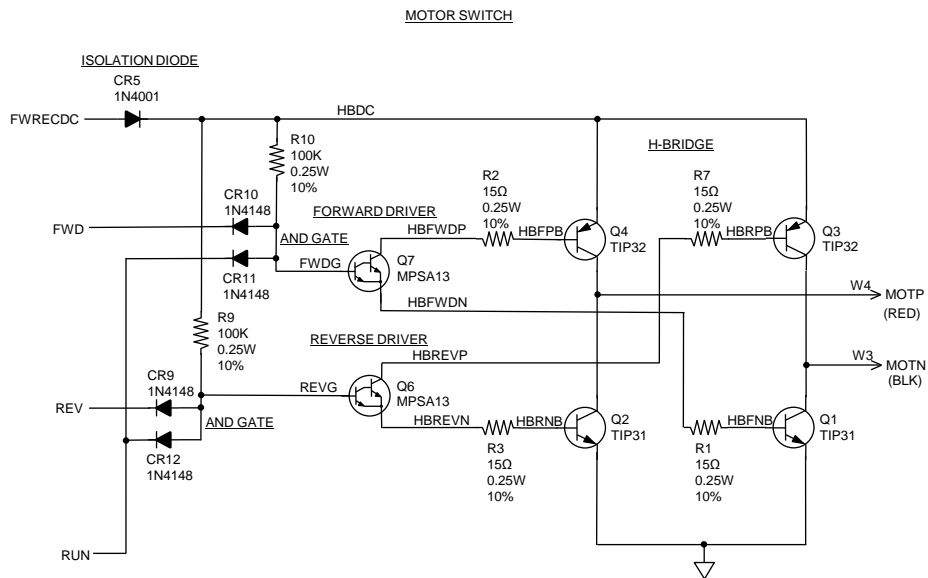 MOTOR SWITCH
ISOLATION DIODE
CR5
1N4001
FWRECDC
HBDC
R10
100K
0.25W
10%
H-BRIDGE
R2
15Ω
0.25W
10%
R7
15Ω
0.25W
10%
CR10
1N4148
FWD
FORWARD DRIVER
AND GATE
HBFWDP
HBFPB
Q4
TIP32
HBRPB
Q3
TIP32
CR11
1N4148
FWDG
Q7
MPSA13
HBFWDN
W4
MOTP
(RED)
R9
100K
0.25W
10%
REVERSE DRIVER
HBREVP
W3
MOTN
(BLK)
CR9
1N4148
REVG
Q6
MPSA13
REV
AND GATE
HBREVN
HBRNB
Q2
TIP31
HBFNB
Q1
TIP31
CR12
1N4148
R3
15Ω
0.25W
10%
R1
15Ω
0.25W
10%
RUN